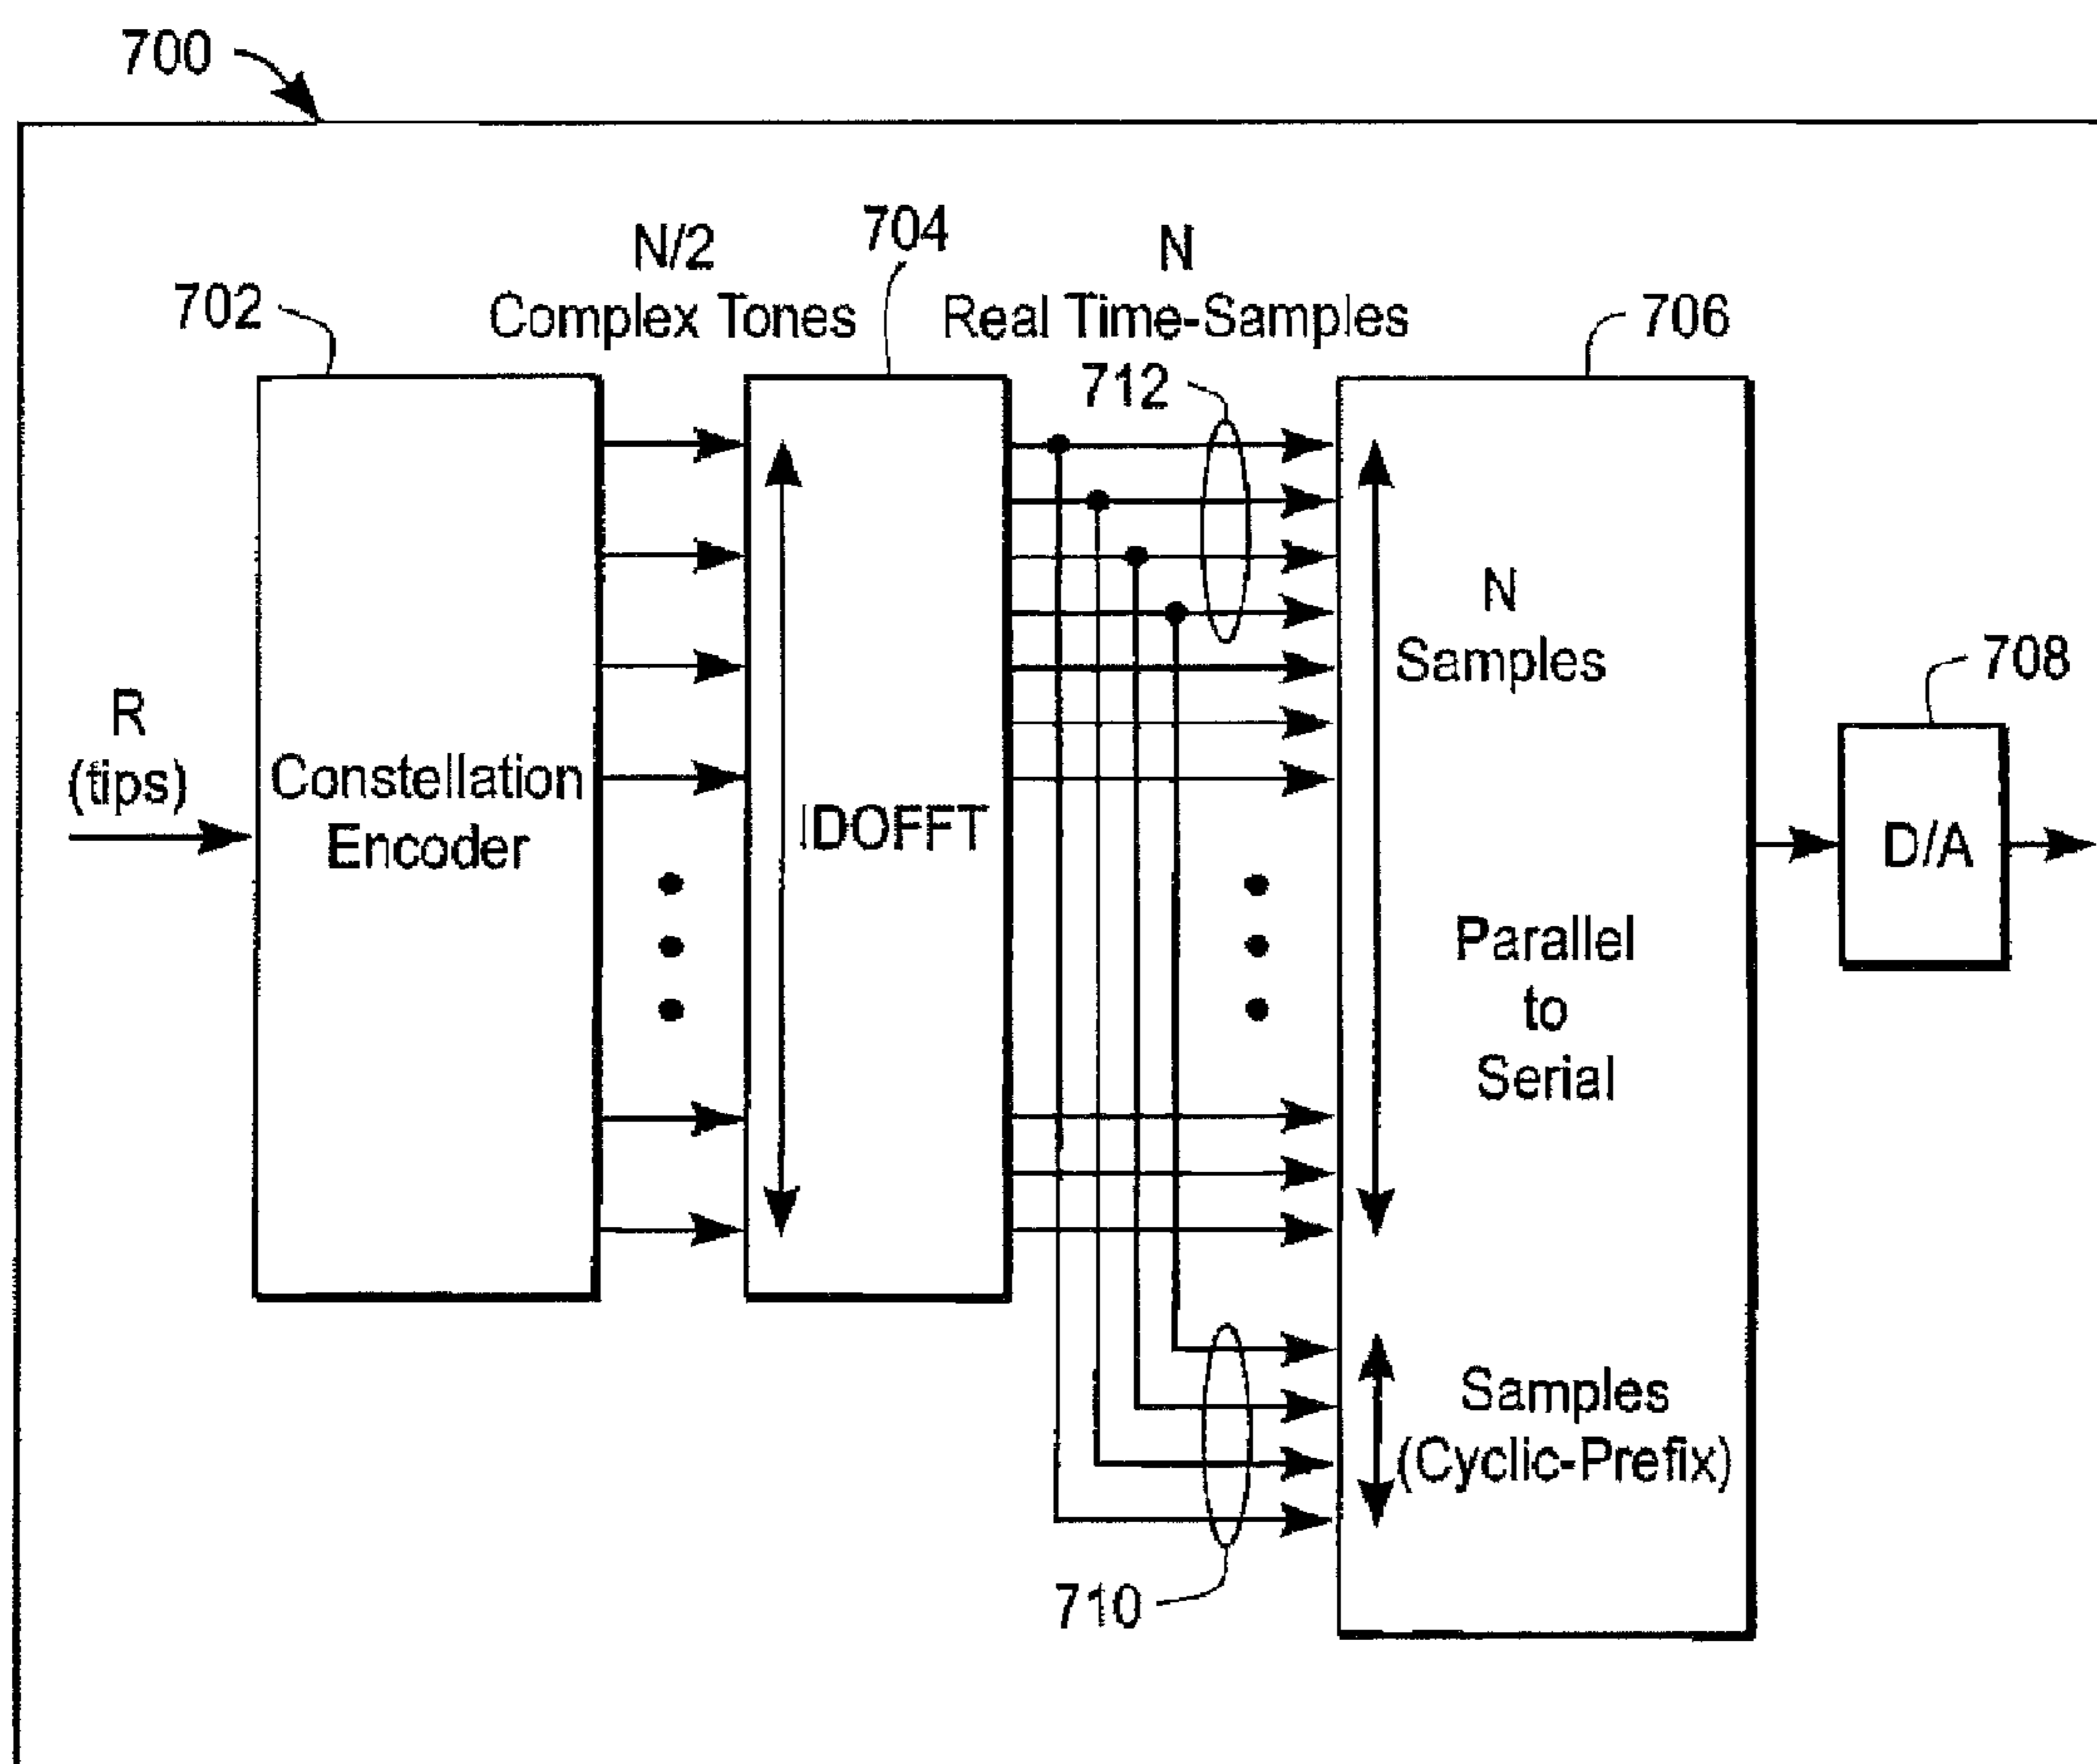 700
N/2
Complex Tones
704
N
Real Time-Samples
702
706
712
N
Samples
708
R
(tips)
Constellation
Encoder
IDOFFT
D/A
Parallel
to
Serial
Samples
(Cyclic-Prefix)
710